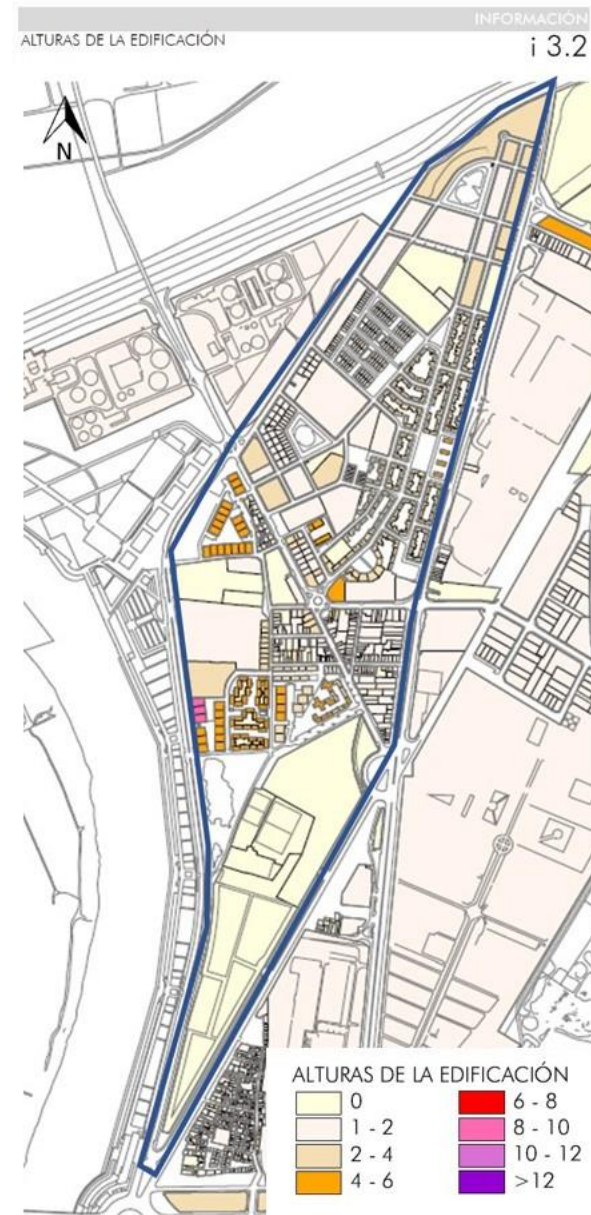 INFORMACIÓN
ALTURAS DE LA EDIFICACIÓN
i 3.2
N
ALTURAS DE LA EDIFICACIÓN
0
1 - 2
2 - 4
4 - 6
6 - 8
8 - 10
10 - 12
>12